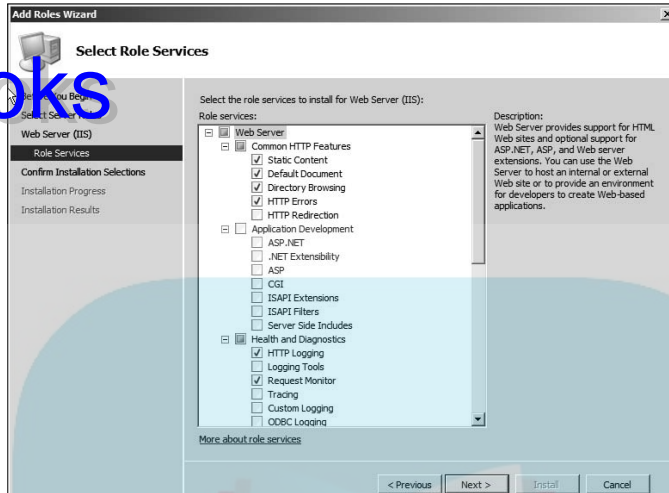 Add Roles Wizard
Select Role Services
oks
Before You Begin
Select Server Roles
Web Server (IIS)
Role Services
Confirm Installation Selections
Installation Progress
Installation Results
Select the role services to install for Web Server (IIS):
Role services:
Web Server
Common HTTP Features
Static Content
Default Document
Directory Browsing
HTTP Errors
HTTP Redirection
Application Development
ASP.NET
.NET Extensibility
ASP
CGI
ISAPI Extensions
ISAPI Filters
Server Side Includes
Health and Diagnostics
HTTP Logging
Logging Tools
Request Monitor
Tracing
Custom Logging
ODBC Logging
More about role services
Description:
Web Server provides support for HTML
Web sites and optional support for
ASP.NET, ASP, and Web server
extensions. You can use the Web
Server to host an internal or external
Web site or to provide an environment
for developers to create Web-based
applications.
< Previous
Next >
Install
Cancel